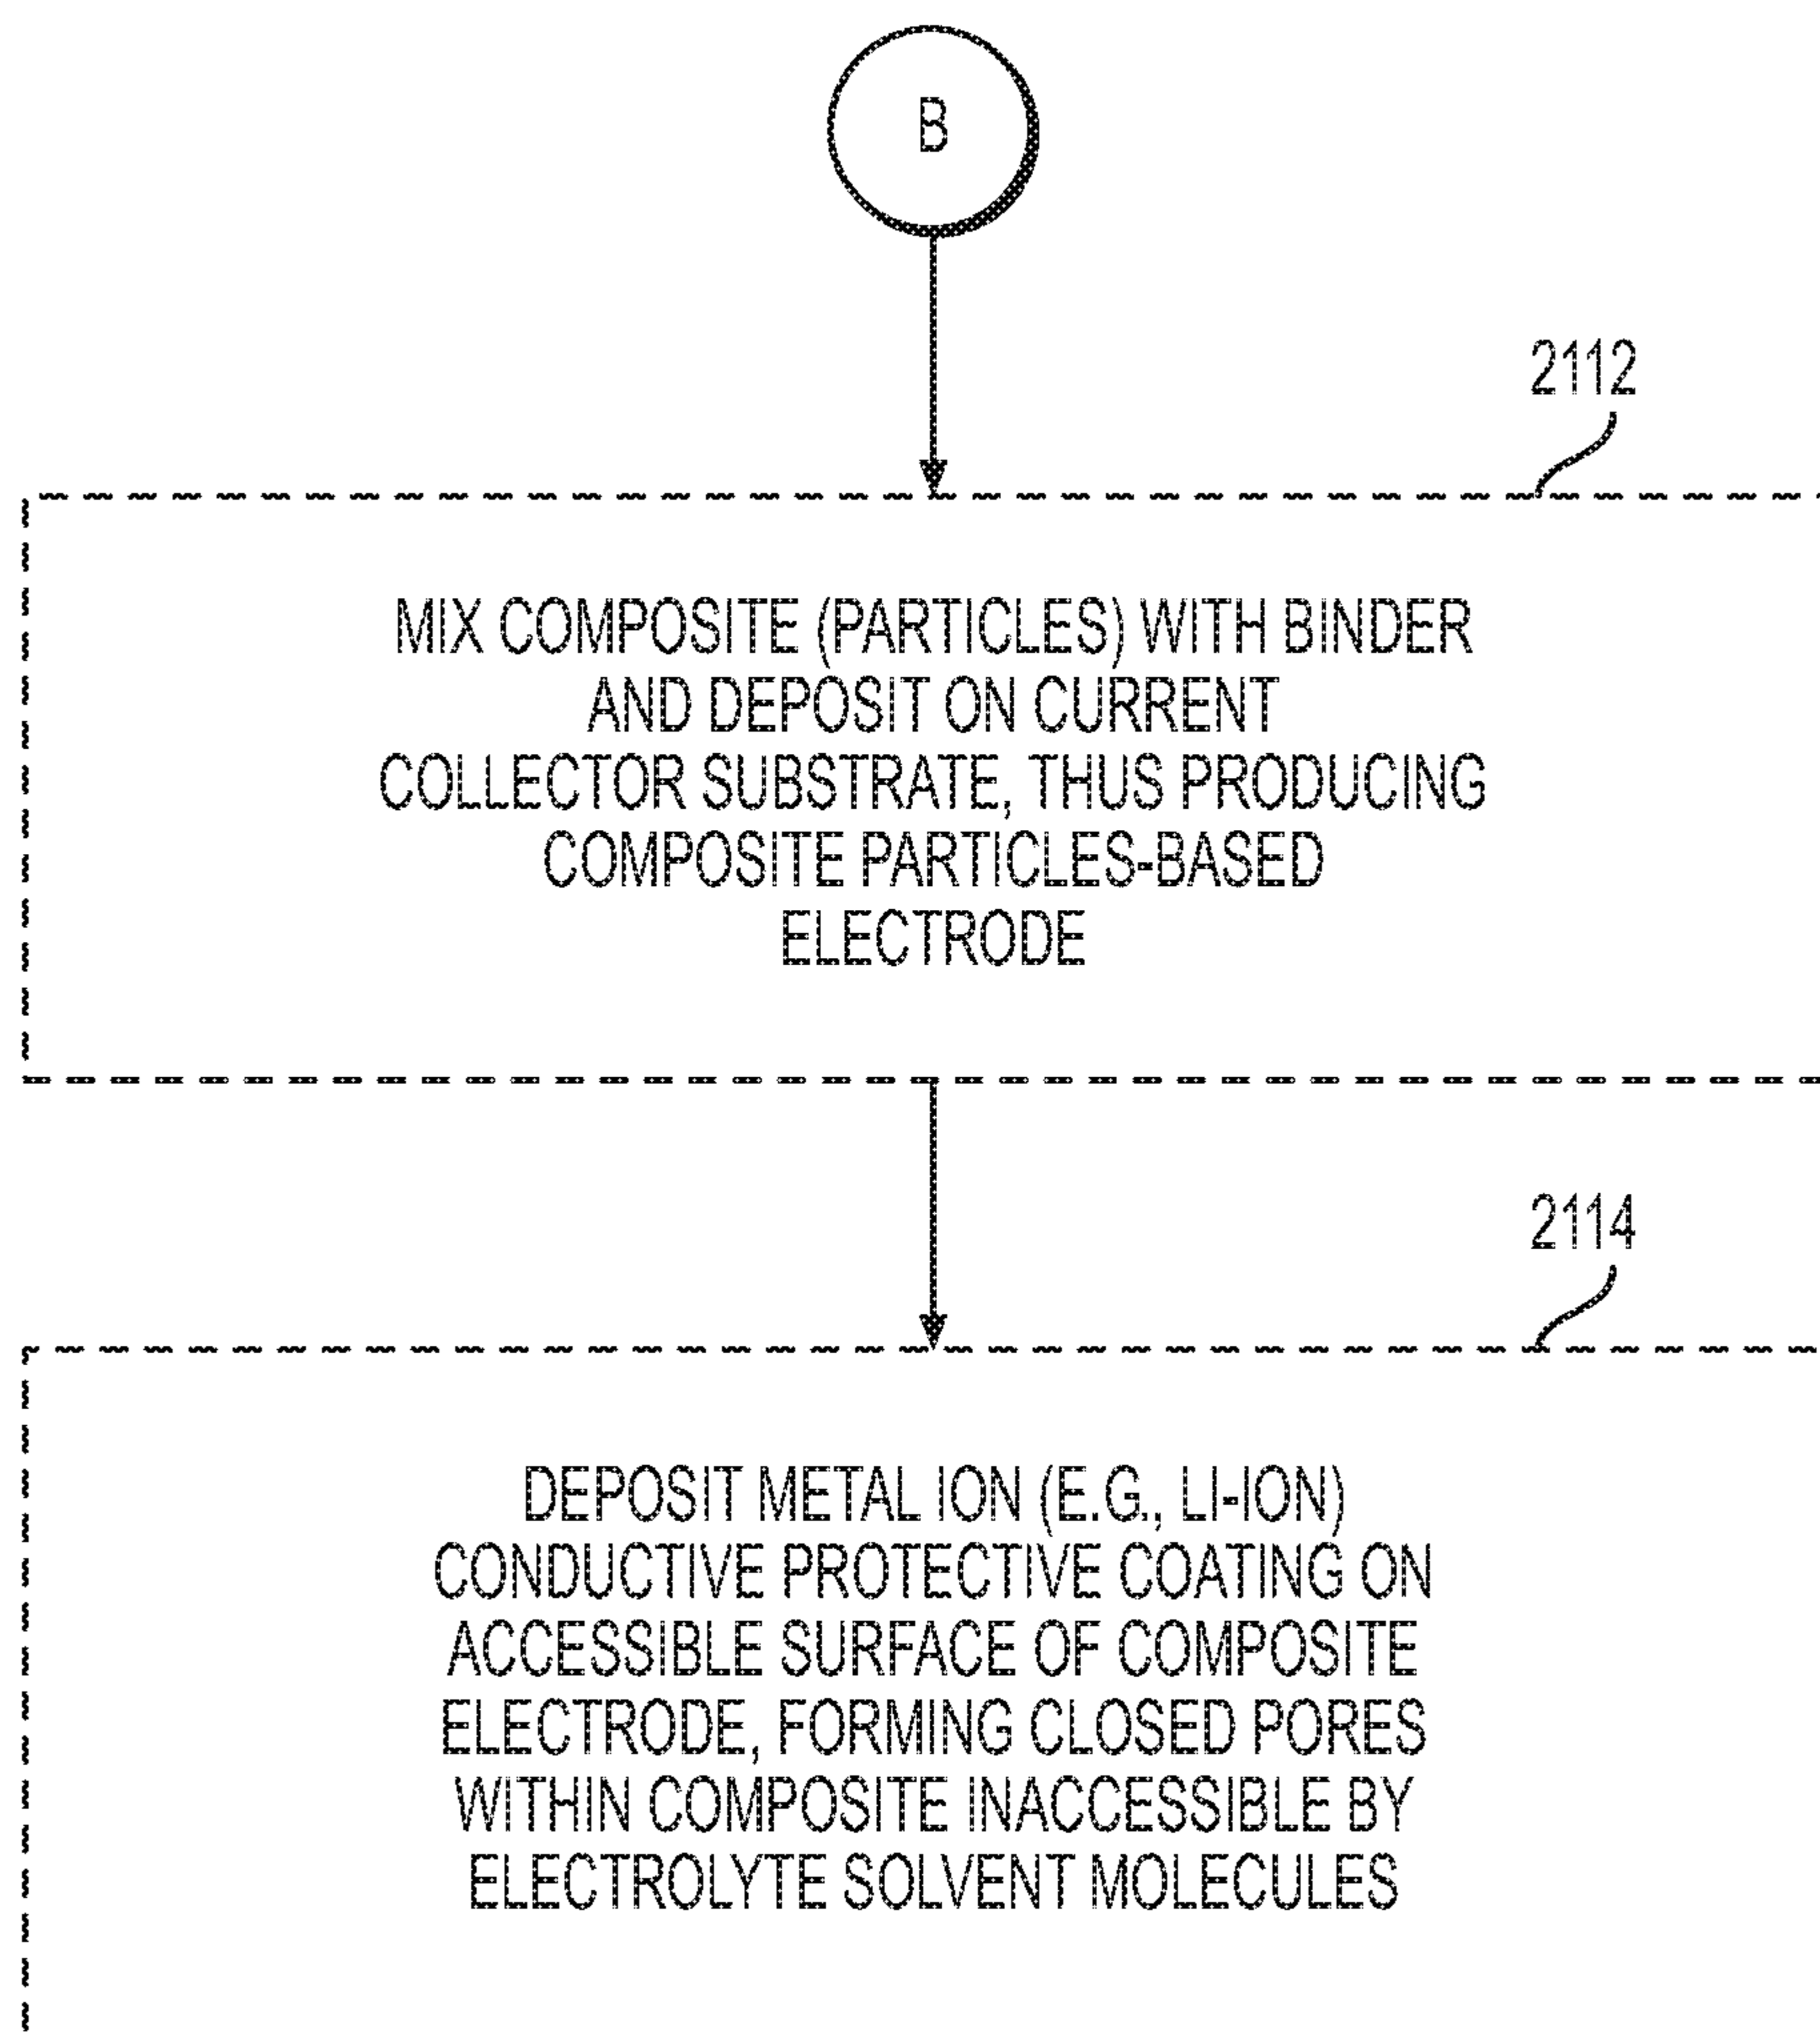 B
2112
MIX COMPOSITE (PARTICLES) WITH BINDER
AND DEPOSIT ON CURRENT
COLLECTOR SUBSTRATE, THUS PRODUCING
COMPOSITE PARTICLES-BASED
ELECTRODE
2114
DEPOSIT METAL ION (E.G., LI-ION)
CONDUCTIVE PROTECTIVE COATING ON
ACCESSIBLE SURFACE OF COMPOSITE
ELECTRODE, FORMING CLOSED PORES
WITHIN COMPOSITE INACCESSIBLE BY
ELECTROLYTE SOLVENT MOLECULES